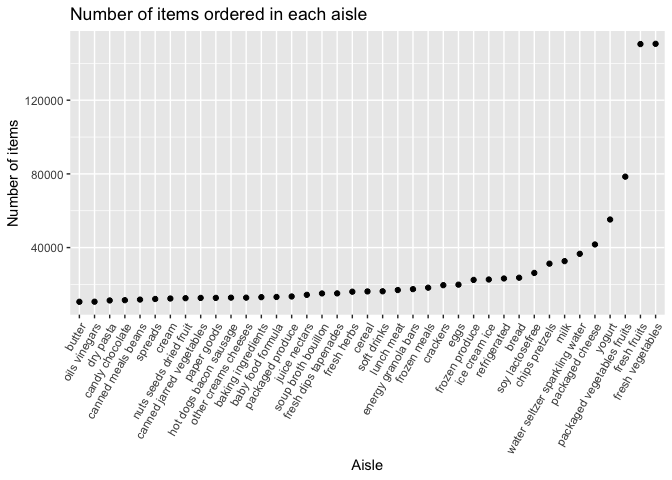 Number of items ordered in each aisle
Number of items
120000
80000
40000
butter
oils vinegars
dry pasta
candy chocolate
canned meals beans
spreads
cream
nuts seeds dried fruit
canned jarred vegetables
paper goods
hot dogs bacon sausage
other creams cheeses
baking ingredients
baby food formula
packaged produce
juice nectars
soup broth bouillon
fresh dips tapenades
fresh herbs
cereal
soft drinks
lunch meat
energy granola bars
frozen meals
crackers
eggs
frozen produce
ice cream ice
refrigerated
bread
soy lactosefree
chips pretzels
milk
water seltzer sparkling water
packaged cheese
yogurt
packaged vegetables fruits
fresh fruits
fresh vegetables
Aisle